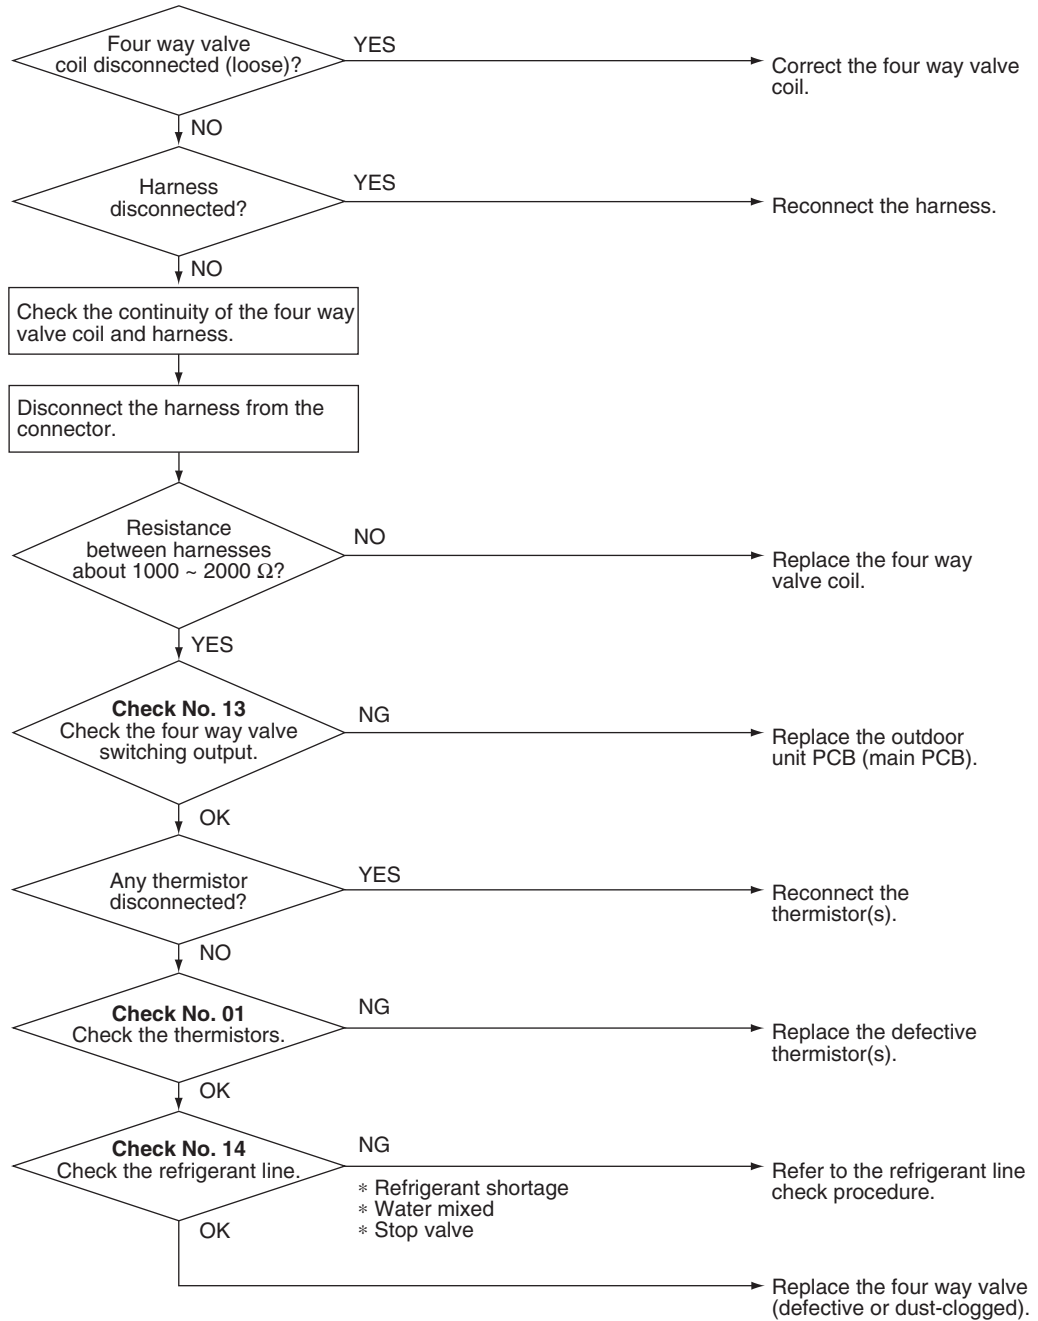 Four way valve
coil disconnected (loose)?
YES
Correct the four way valve
coil.
NO
Harness
disconnected?
YES
Reconnect the harness.
NO
Check the continuity of the four way
valve coil and harness.
Disconnect the harness from the
connector.
Resistance
between harnesses
about 1000 ~ 2000 Ω?
NO
Replace the four way
valve coil.
YES
Check No. 13
Check the four way valve
switching output.
NG
Replace the outdoor
unit PCB (main PCB).
OK
Any thermistor
disconnected?
YES
Reconnect the
thermistor(s).
NO
Check No. 01
Check the thermistors.
NG
Replace the defective
thermistor(s).
OK
Check No. 14
Check the refrigerant line.
NG
∗ Refrigerant shortage
∗ Water mixed
∗ Stop valve
Refer to the refrigerant line
check procedure.
OK
Replace the four way valve
(defective or dust-clogged).